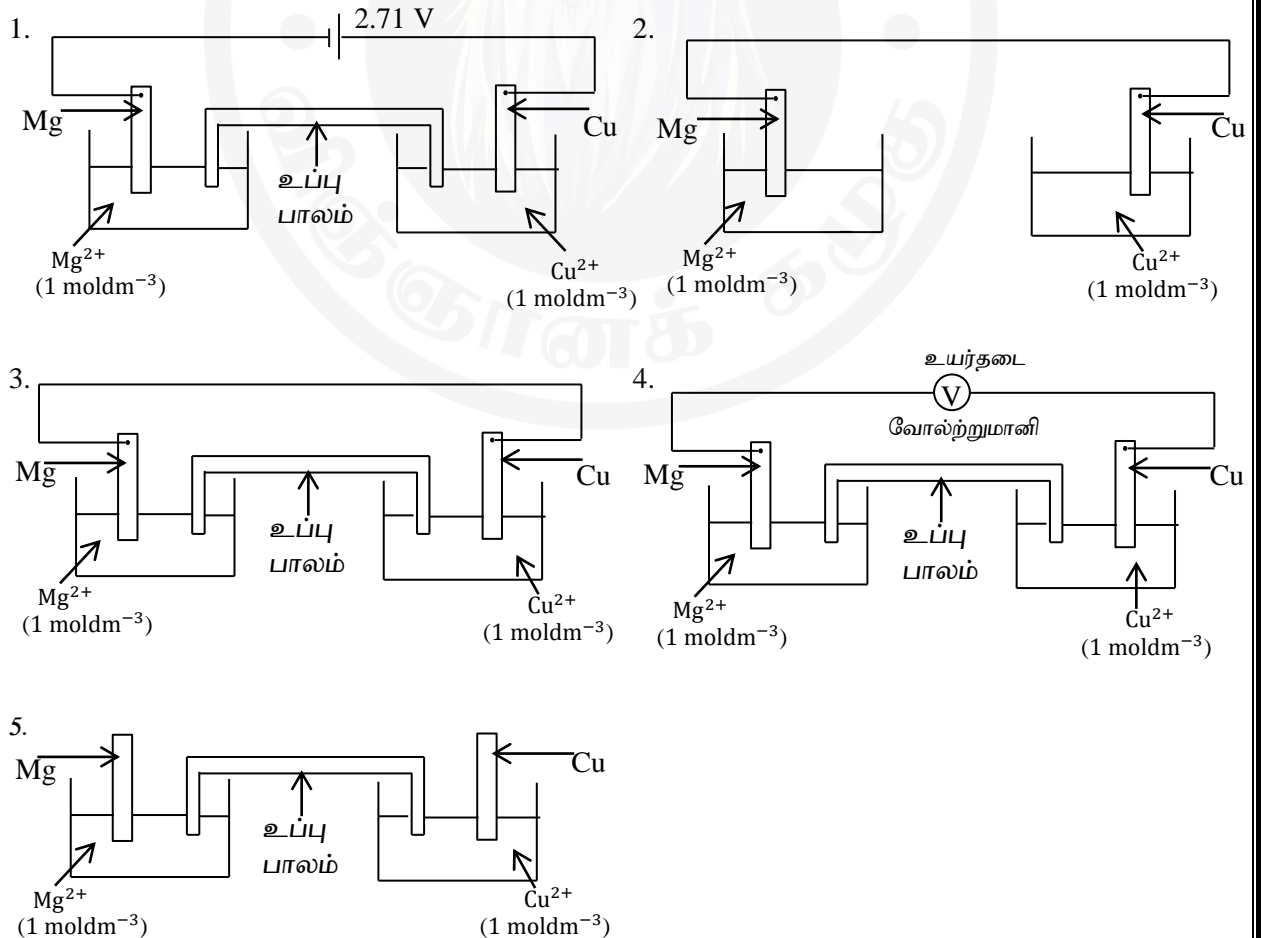 1.
2.71 V
Mg
Cu
உப்பு
பாலம்
Mg²⁺
(1 moldm⁻³)
Cu²⁺
(1 moldm⁻³)
2.
Mg
Cu
Mg²⁺
(1 moldm⁻³)
Cu²⁺
(1 moldm⁻³)
3.
Mg
Cu
உப்பு
பாலம்
Mg²⁺
(1 moldm⁻³)
Cu²⁺
(1 moldm⁻³)
4.
உயர்தடை
V
வோல்ற்றுமானி
Mg
Cu
உப்பு
பாலம்
Mg²⁺
(1 moldm⁻³)
Cu²⁺
(1 moldm⁻³)
5.
Mg
Cu
உப்பு
பாலம்
Mg²⁺
(1 moldm⁻³)
Cu²⁺
(1 moldm⁻³)